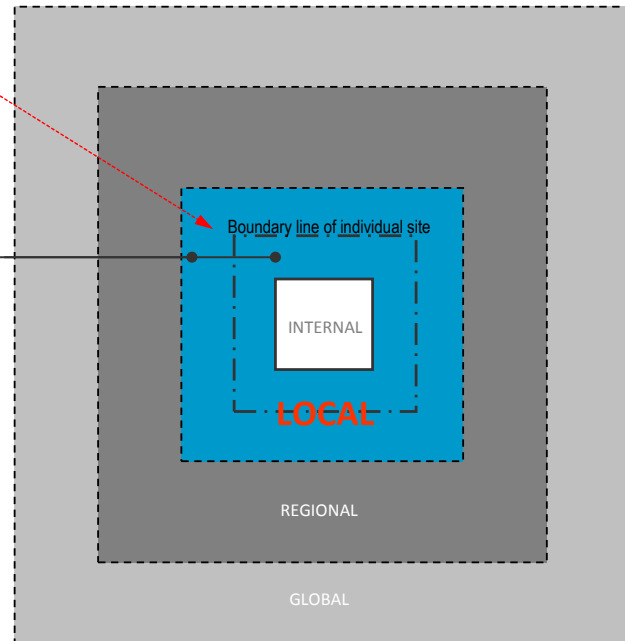 Boundary line of individual site
INTERNAL
LOCAL
REGIONAL
GLOBAL